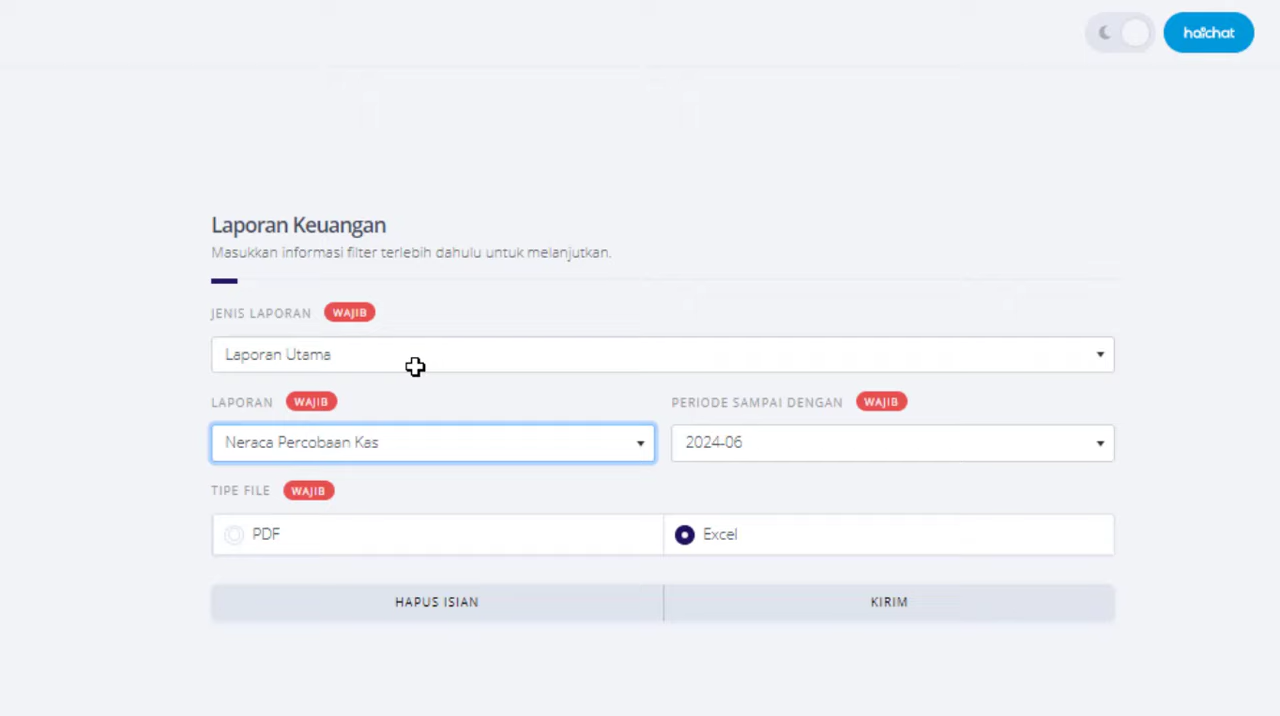 haichat
Laporan Keuangan
Masukkan informasi filter terlebih dahulu untuk melanjutkan.
JENIS LAPORAN WAJIB
Laporan Utama
LAPORAN WAJIB
PERIODE SAMPAI DENGAN WAJIB
Neraca Percobaan Kas
2024-06
TIPE FILE WAJIB
PDF
Excel
HAPUS ISIAN
KIRIM